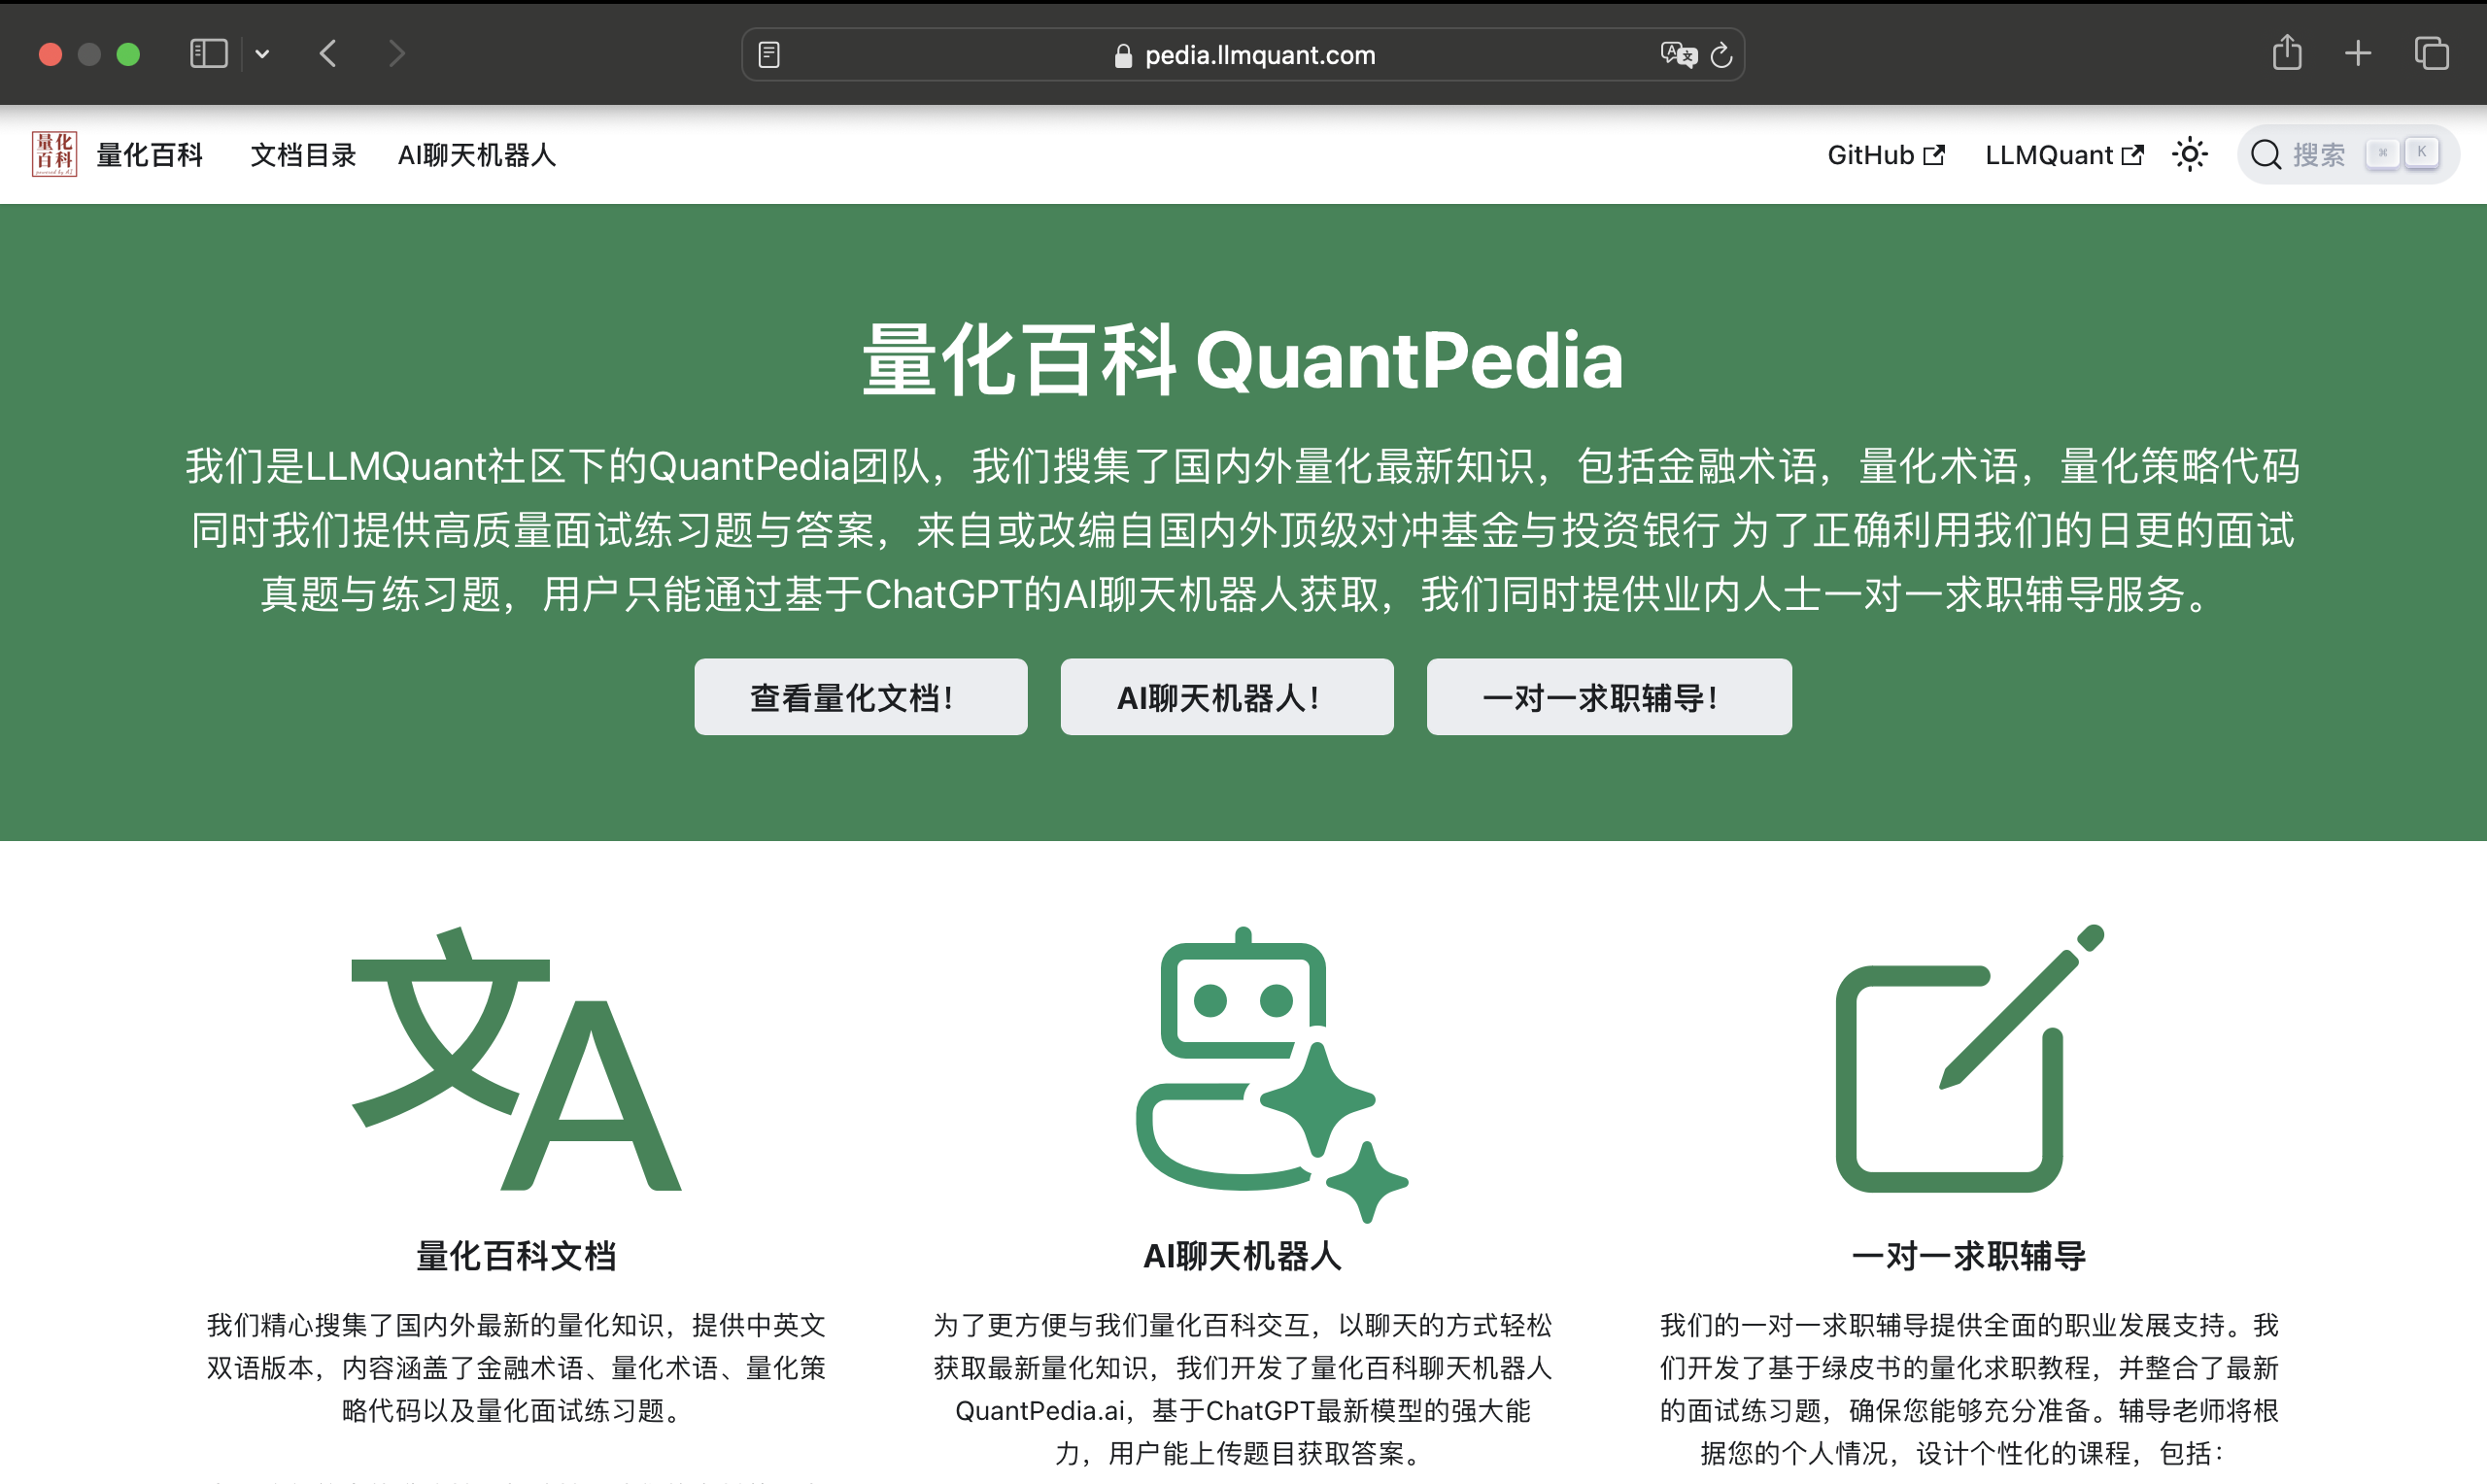 pedia.llmquant.com
量化
百科
量化百科 文档目录 AI聊天机器人 GitHub LLMQuant 搜索 ⌘ K
量化百科 QuantPedia
我们是LLMQuant社区下的QuantPedia团队，我们搜集了国内外量化最新知识，包括金融术语，量化术语，量化策略代码
同时我们提供高质量面试练习题与答案，来自或改编自国内外顶级对冲基金与投资银行 为了正确利用我们的日更的面试
真题与练习题，用户只能通过基于ChatGPT的AI聊天机器人获取，我们同时提供业内人士一对一求职辅导服务。
查看量化文档！ AI聊天机器人！ 一对一求职辅导！
文A
量化百科文档
我们精心搜集了国内外最新的量化知识，提供中英文
双语版本，内容涵盖了金融术语、量化术语、量化策
略代码以及量化面试练习题。
AI聊天机器人
为了更方便与我们量化百科交互，以聊天的方式轻松
获取最新量化知识，我们开发了量化百科聊天机器人
QuantPedia.ai，基于ChatGPT最新模型的强大能
力，用户能上传题目获取答案。
一对一求职辅导
我们的一对一求职辅导提供全面的职业发展支持。我
们开发了基于绿皮书的量化求职教程，并整合了最新
的面试练习题，确保您能够充分准备。辅导老师将根
据您的个人情况，设计个性化的课程，包括：